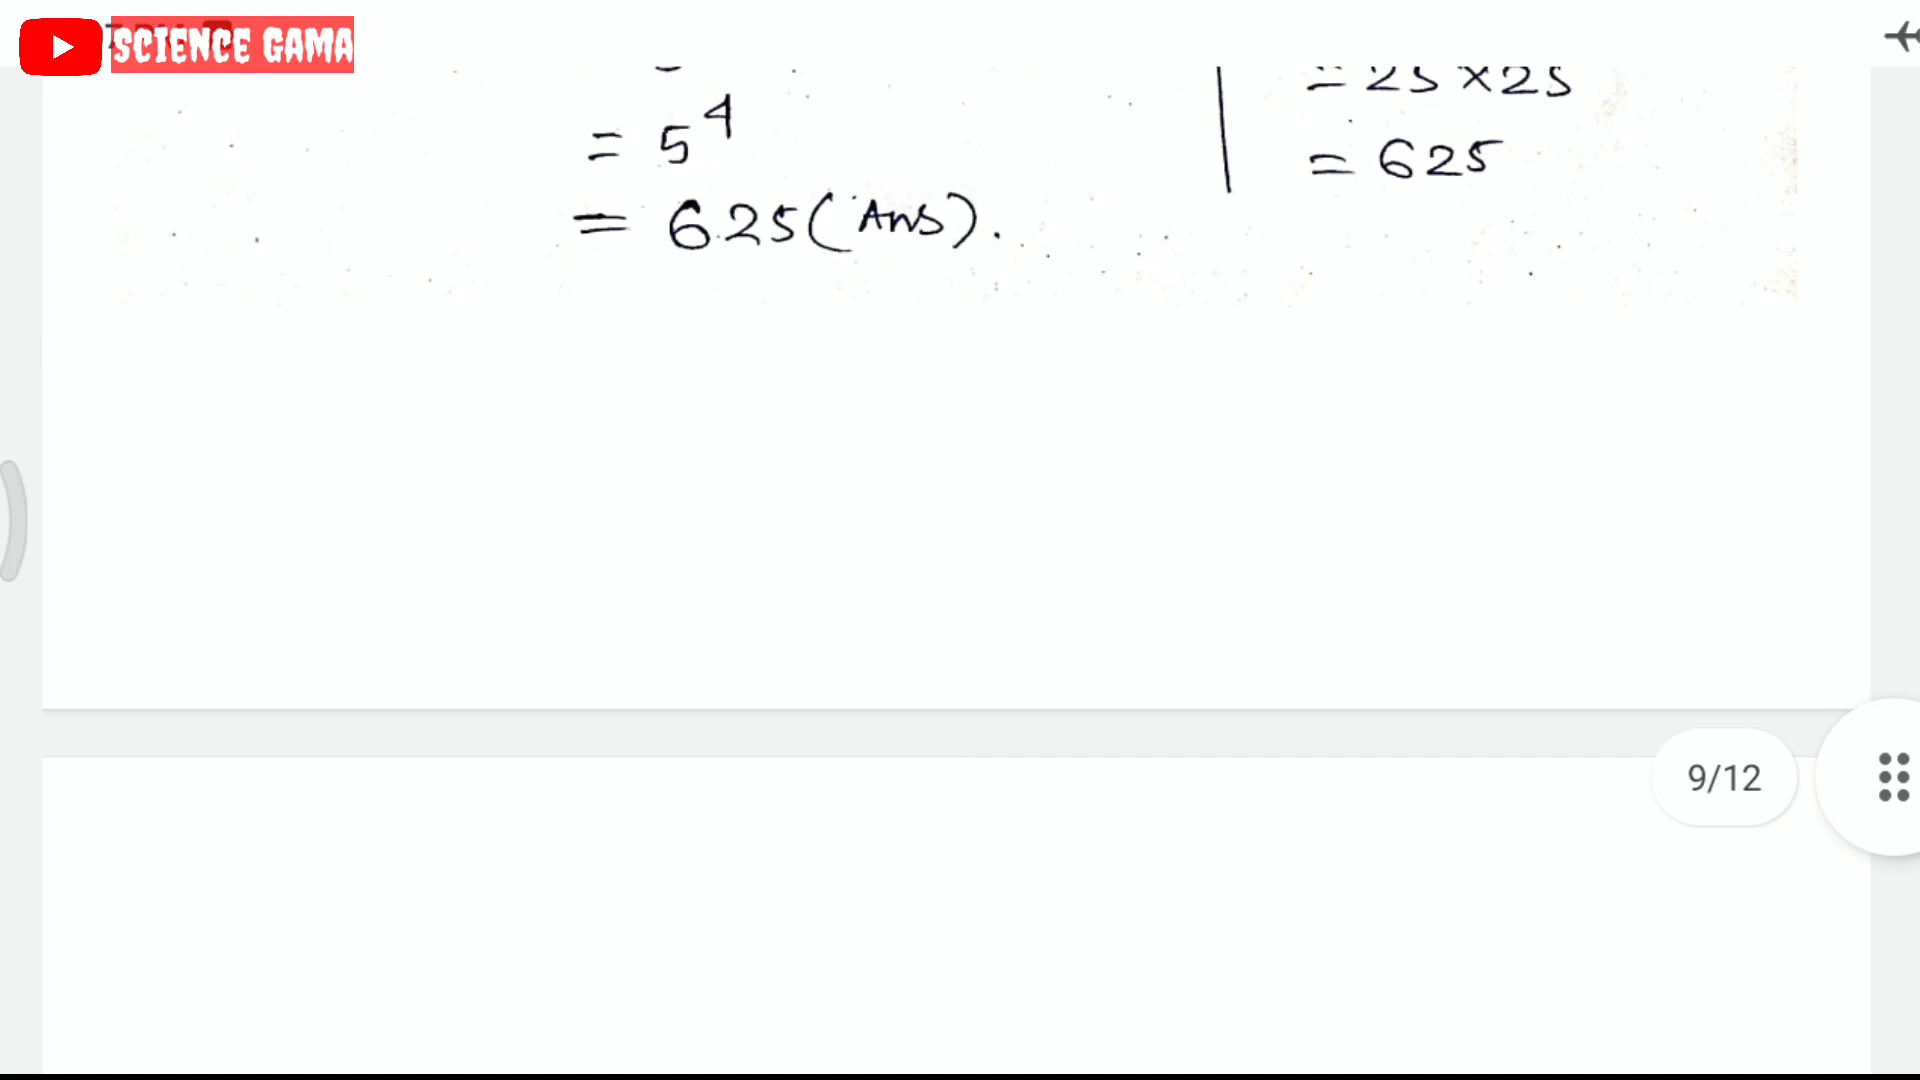 SCIENCE GAMA
= 5⁴
= 625 (Ans).
= 25 × 25
= 625
9/12